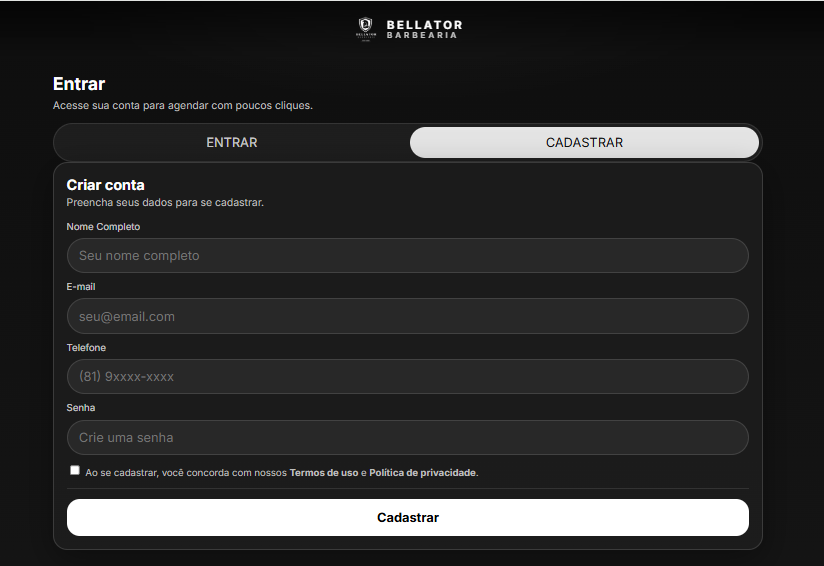 BELLATOR
BARBEARIA
Entrar
Acesse sua conta para agendar com poucos cliques.
ENTRAR CADASTRAR
Criar conta
Preencha seus dados para se cadastrar.
Nome Completo
Seu nome completo
E-mail
seu@email.com
Telefone
(81) 9xxxx-xxxx
Senha
Crie uma senha
Ao se cadastrar, você concorda com nossos Termos de uso e Política de privacidade.
Cadastrar